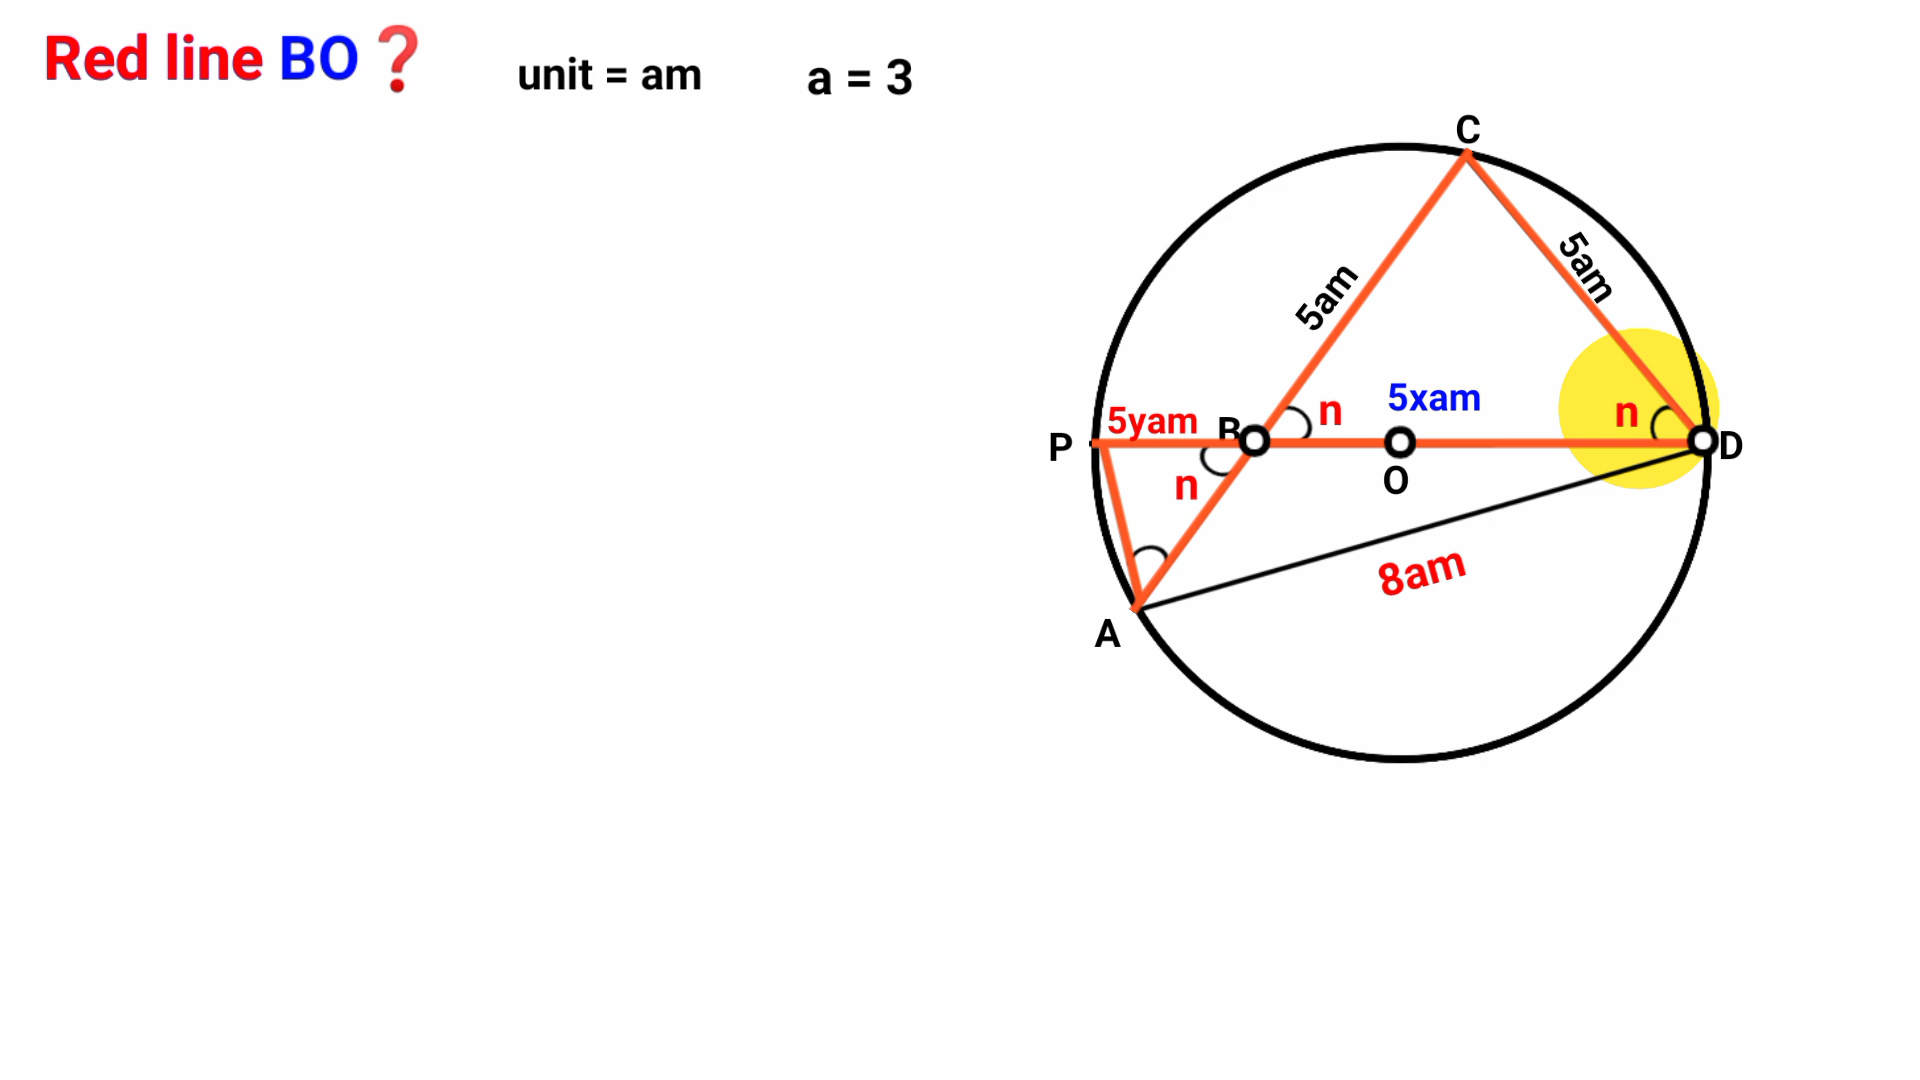 Red line BO❓
unit = am
a = 3
C
5am
5am
5xam
n
n
5yam
B
P
O
D
n
8am
A